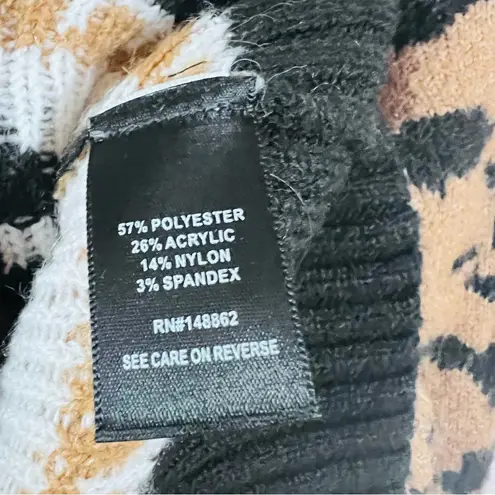 57% POLYESTER
26% ACRYLIC
14% NYLON
3% SPANDEX
RN#148862
SEE CARE ON REVERSE